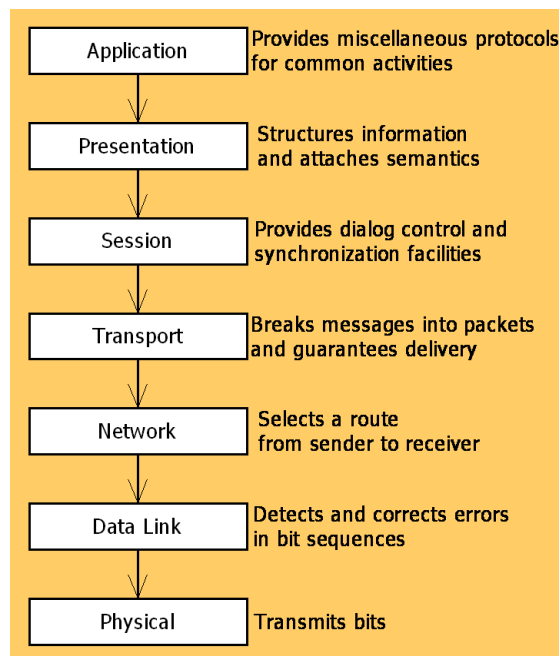 Application
Provides miscellaneous protocols
for common activities
Presentation
Structures information
and attaches semantics
Session
Provides dialog control and
synchronization facilities
Transport
Breaks messages into packets
and guarantees delivery
Network
Selects a route
from sender to receiver
Data Link
Detects and corrects errors
in bit sequences
Physical
Transmits bits